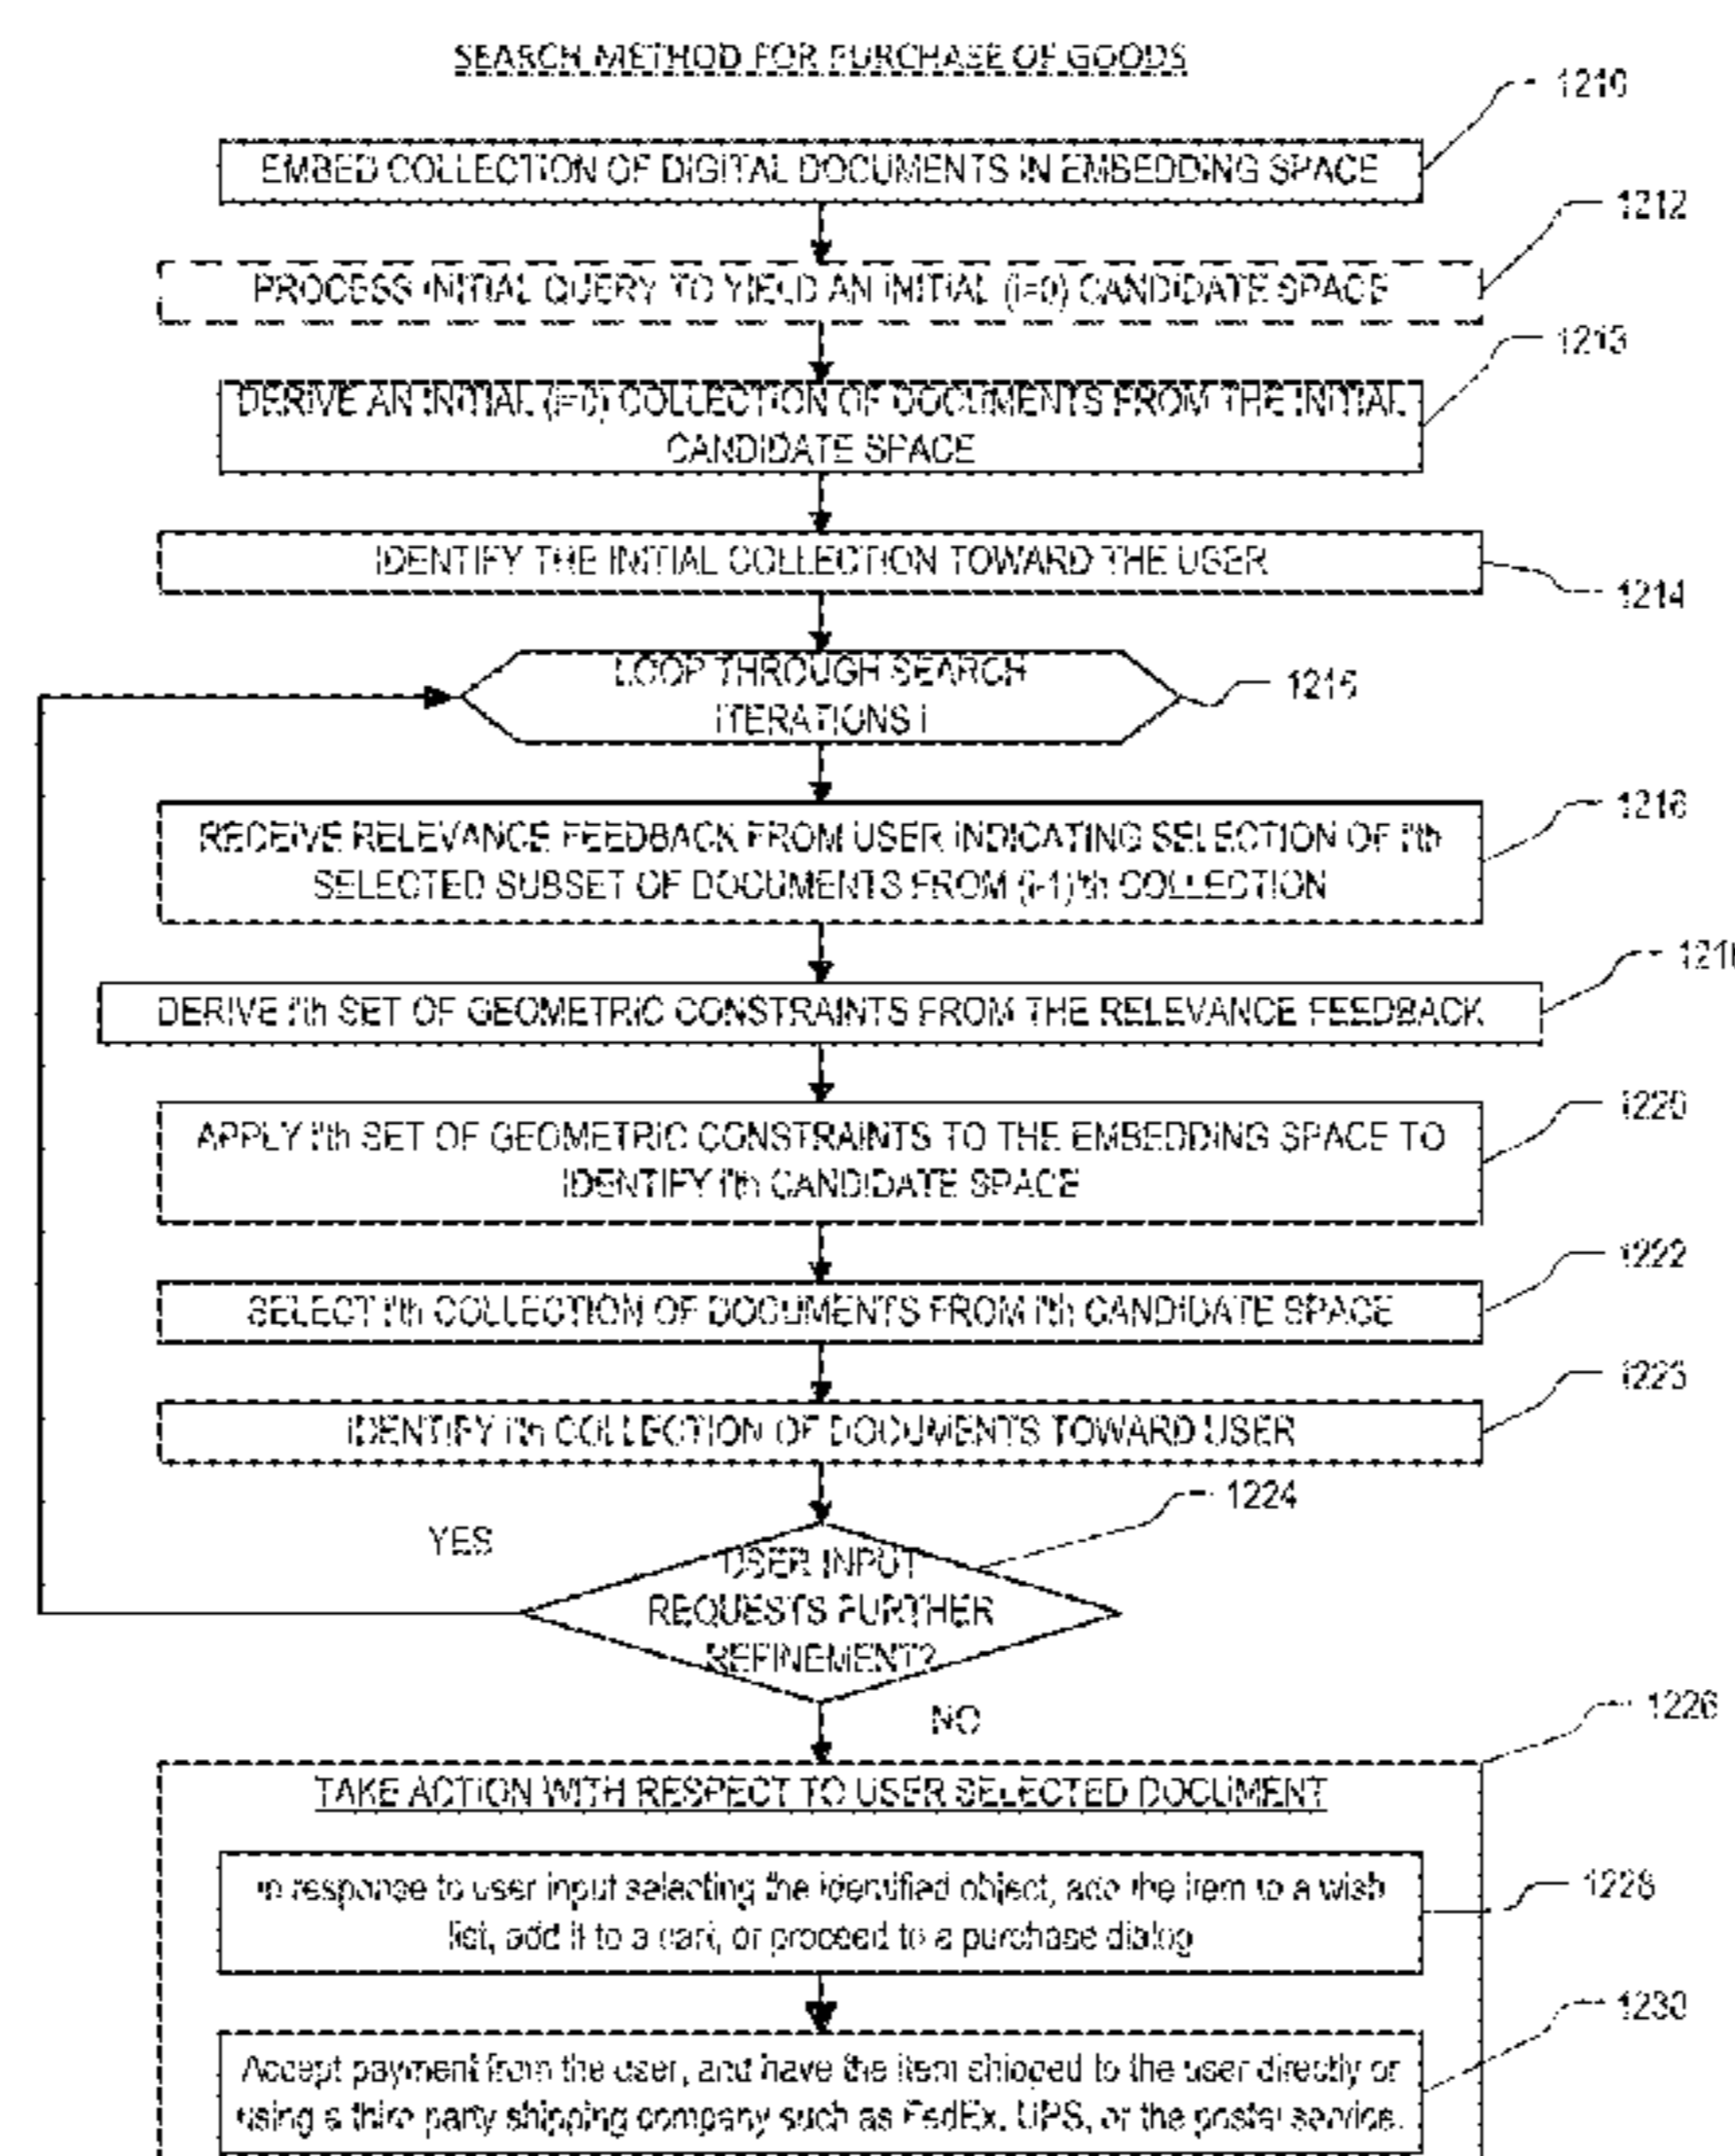 SEARCH METHOD FOR PURCHASE OF GOODS
1210
EMBED COLLECTION OF DIGITAL DOCUMENTS IN EMBEDDING SPACE
1212
PROCESS INITIAL QUERY TO YIELD AN INITIAL (i=0) CANDIDATE SPACE
1213
DERIVE AN INITIAL (i=0) COLLECTION OF DOCUMENTS FROM THE INITIAL
CANDIDATE SPACE
IDENTIFY THE INITIAL COLLECTION TOWARD THE USER
1214
LOOP THROUGH SEARCH
ITERATIONS i
1215
1216
RECEIVE RELEVANCE FEEDBACK FROM USER INDICATING SELECTION OF i'th
SELECTED SUBSET OF DOCUMENTS FROM (i-1)'th COLLECTION
DERIVE i'th SET OF GEOMETRIC CONSTRAINTS FROM THE RELEVANCE FEEDBACK
1220
APPLY i'th SET OF GEOMETRIC CONSTRAINTS TO THE EMBEDDING SPACE TO
IDENTIFY i'th CANDIDATE SPACE
1222
SELECT i'th COLLECTION OF DOCUMENTS FROM i'th CANDIDATE SPACE
1223
IDENTIFY i'th COLLECTION OF DOCUMENTS TOWARD USER
1224
YES
USER INPUT
REQUESTS FURTHER
REFINEMENT?
NO
1226
TAKE ACTION WITH RESPECT TO USER SELECTED DOCUMENT
1228
In response to user input selecting the identified object, add the item to a wish
list, add it to a cart, or proceed to a purchase dialog
1230
Accept payment from the user, and have the item shipped to the user directly or
using a third party shipping company such as FedEx, UPS, or the postal service.